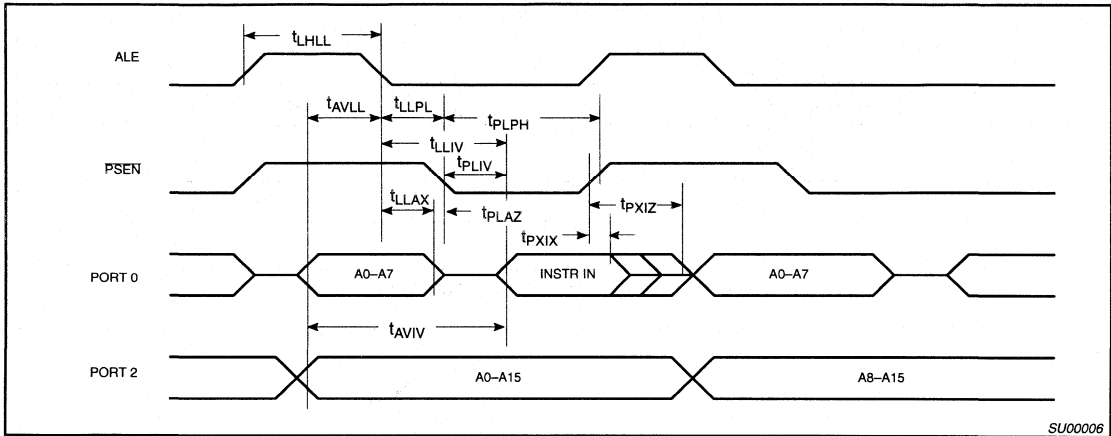 tLHLL
ALE
tAVLL tLLPL tPLPH
tLLIV
PSEN tPLIV
tLLAX tPLAZ tPXIZ
tPXIX
PORT 0 A0–A7 INSTR IN A0–A7
tAVIV
PORT 2 A0–A15 A8–A15
SU00006